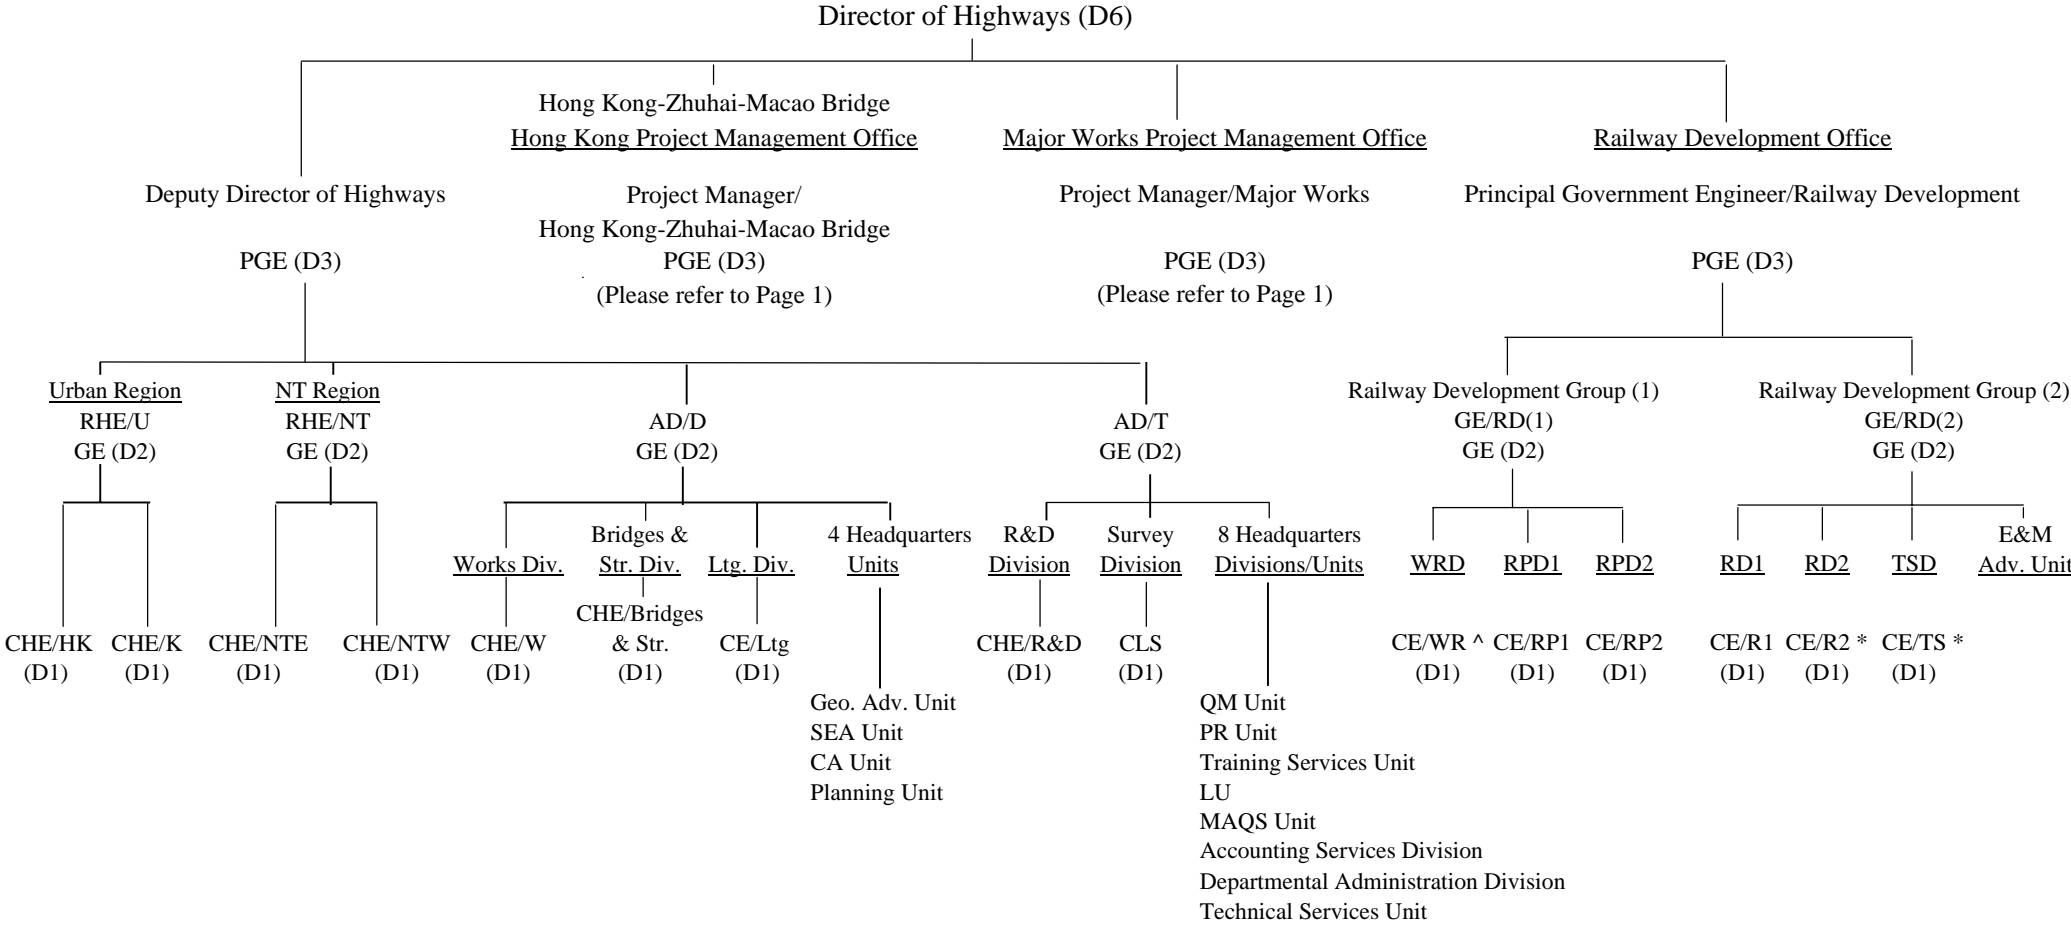 Director of Highways (D6)
Hong Kong-Zhuhai-Macao Bridge
Hong Kong Project Management Office
Major Works Project Management Office
Railway Development Office
Deputy Director of Highways
Project Manager/
Hong Kong-Zhuhai-Macao Bridge
Project Manager/Major Works
Principal Government Engineer/Railway Development
PGE (D3)
PGE (D3)
(Please refer to Page 1)
PGE (D3)
(Please refer to Page 1)
PGE (D3)
Urban Region
RHE/U
GE (D2)
NT Region
RHE/NT
GE (D2)
AD/D
GE (D2)
AD/T
GE (D2)
Railway Development Group (1)
GE/RD(1)
GE (D2)
Railway Development Group (2)
GE/RD(2)
GE (D2)
CHE/HK
(D1)
CHE/K
(D1)
CHE/NTE
(D1)
CHE/NTW
(D1)
Works Div.
CHE/W
(D1)
Bridges &
Str. Div.
CHE/Bridges
& Str.
(D1)
Ltg. Div.
CE/Ltg
(D1)
4 Headquarters
Units
Geo. Adv. Unit
SEA Unit
CA Unit
Planning Unit
R&D
Division
CHE/R&D
(D1)
Survey
Division
CLS
(D1)
8 Headquarters
Divisions/Units
QM Unit
PR Unit
Training Services Unit
LU
MAQS Unit
Accounting Services Division
Departmental Administration Division
Technical Services Unit
WRD
CE/WR ^
(D1)
RPD1
CE/RP1
(D1)
RPD2
CE/RP2
(D1)
RD1
CE/R1
(D1)
RD2
CE/R2 *
(D1)
TSD
CE/TS *
(D1)
E&M
Adv. Unit